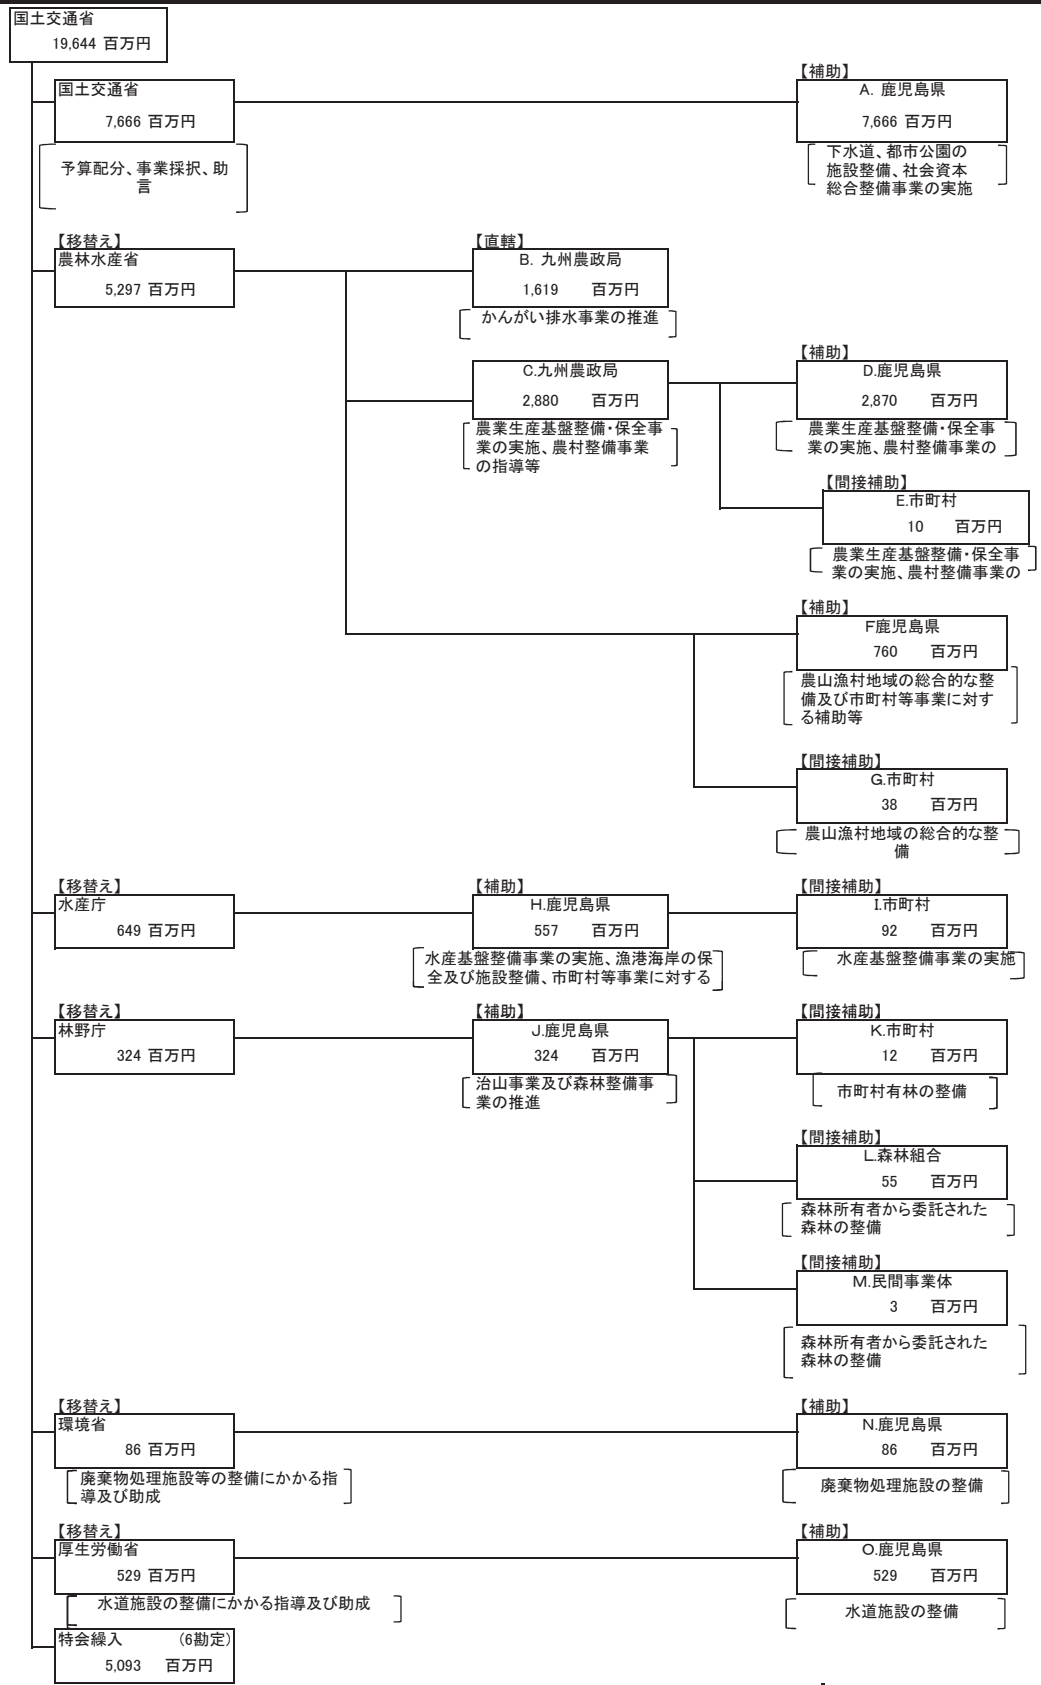 国土交通省
19,644 百万円
国土交通省
7,666 百万円
予算配分、事業採択、助
言
【補助】
A. 鹿児島県
7,666 百万円
下水道、都市公園の
施設整備、社会資本
総合整備事業の実施
【移替え】
農林水産省
5,297 百万円
【直轄】
B. 九州農政局
1,619 百万円
かんがい排水事業の推進
C.九州農政局
2,880 百万円
農業生産基盤整備・保全事
業の実施、農村整備事業
の指導等
【補助】
D.鹿児島県
2,870 百万円
農業生産基盤整備・保全事
業の実施、農村整備事業の
【間接補助】
E.市町村
10 百万円
農業生産基盤整備・保全事
業の実施、農村整備事業の
【補助】
F鹿児島県
760 百万円
農山漁村地域の総合的な整
備及び市町村等事業に対す
る補助等
【間接補助】
G.市町村
38 百万円
農山漁村地域の総合的な整
備
【移替え】
水産庁
649 百万円
【補助】
H.鹿児島県
557 百万円
水産基盤整備事業の実施、漁港海岸の保
全及び施設整備、市町村等事業に対する
【間接補助】
I.市町村
92 百万円
水産基盤整備事業の実施
【移替え】
林野庁
324 百万円
【補助】
J.鹿児島県
324 百万円
治山事業及び森林整備事
業の推進
【間接補助】
K.市町村
12 百万円
市町村有林の整備
【間接補助】
L.森林組合
55 百万円
森林所有者から委託された
森林の整備
【間接補助】
M.民間事業体
3 百万円
森林所有者から委託された
森林の整備
【移替え】
環境省
86 百万円
廃棄物処理施設等の整備にかかる指
導及び助成
【補助】
N.鹿児島県
86 百万円
廃棄物処理施設の整備
【移替え】
厚生労働省
529 百万円
水道施設の整備にかかる指導及び助成
【補助】
O.鹿児島県
529 百万円
水道施設の整備
特会繰入 (6勘定)
5,093 百万円